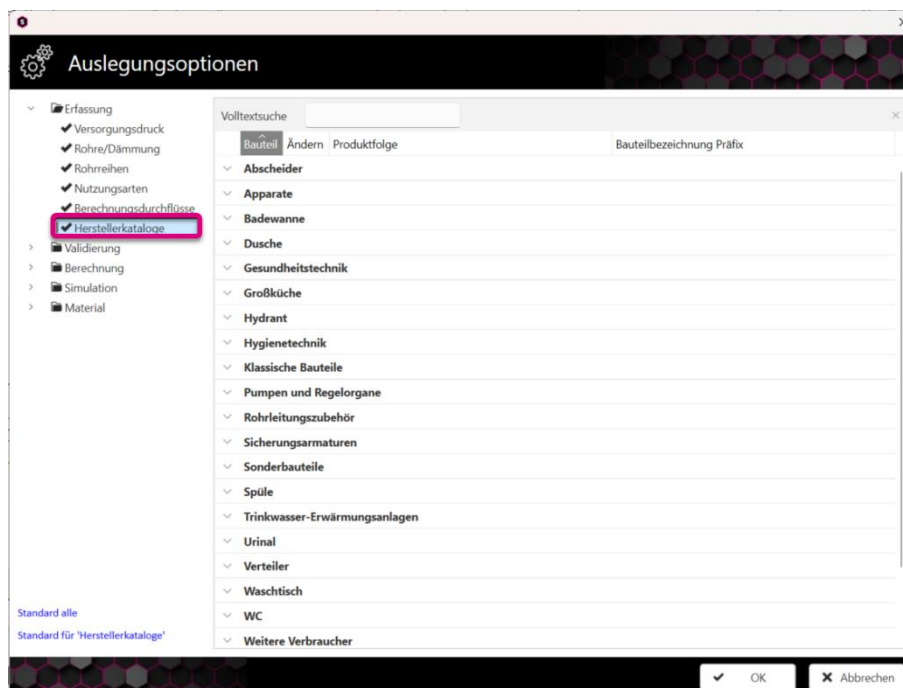 Auslegungsoptionen
Erfassung
Versorgungsdruck
Rohre/Dämmung
Rohrreihen
Nutzungsarten
Berechnungsdurchflüsse
Herstellerkataloge
Validierung
Berechnung
Simulation
Material
Standard alle
Standard für 'Herstellerkataloge'
Volltextsuche
Bauteil Ändern Produktfolge Bauteilbezeichnung Präfix
Abscheider
Apparate
Badewanne
Dusche
Gesundheitstechnik
Großküche
Hydrant
Hygienetechnik
Klassische Bauteile
Pumpen und Regelorgane
Rohrleitungszubehör
Sicherungsarmaturen
Sonderbauteile
Spüle
Trinkwasser-Erwärmungsanlagen
Urinal
Verteiler
Waschtisch
WC
Weitere Verbraucher
OK Abbrechen